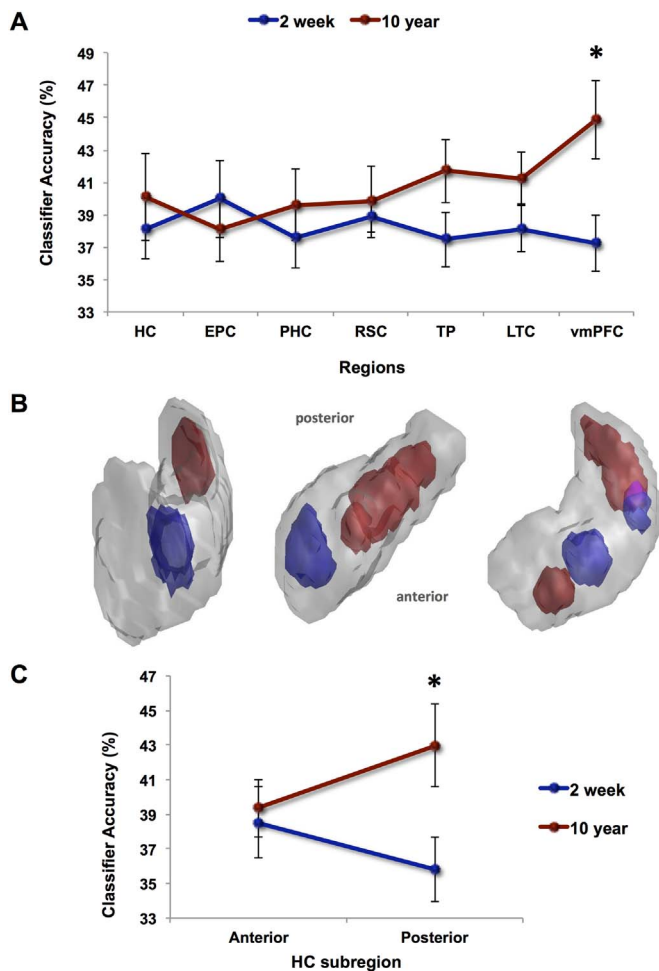 A
2 week 10 year
*
49
47
45
43
41
39
37
35
33
Classifier Accuracy (%)
HC EPC PHC RSC TP LTC vmPFC
Regions
B
posterior
anterior
C
*
47
45
43
41
39
37
35
33
Classifier Accuracy (%)
2 week
10 year
Anterior Posterior
HC subregion